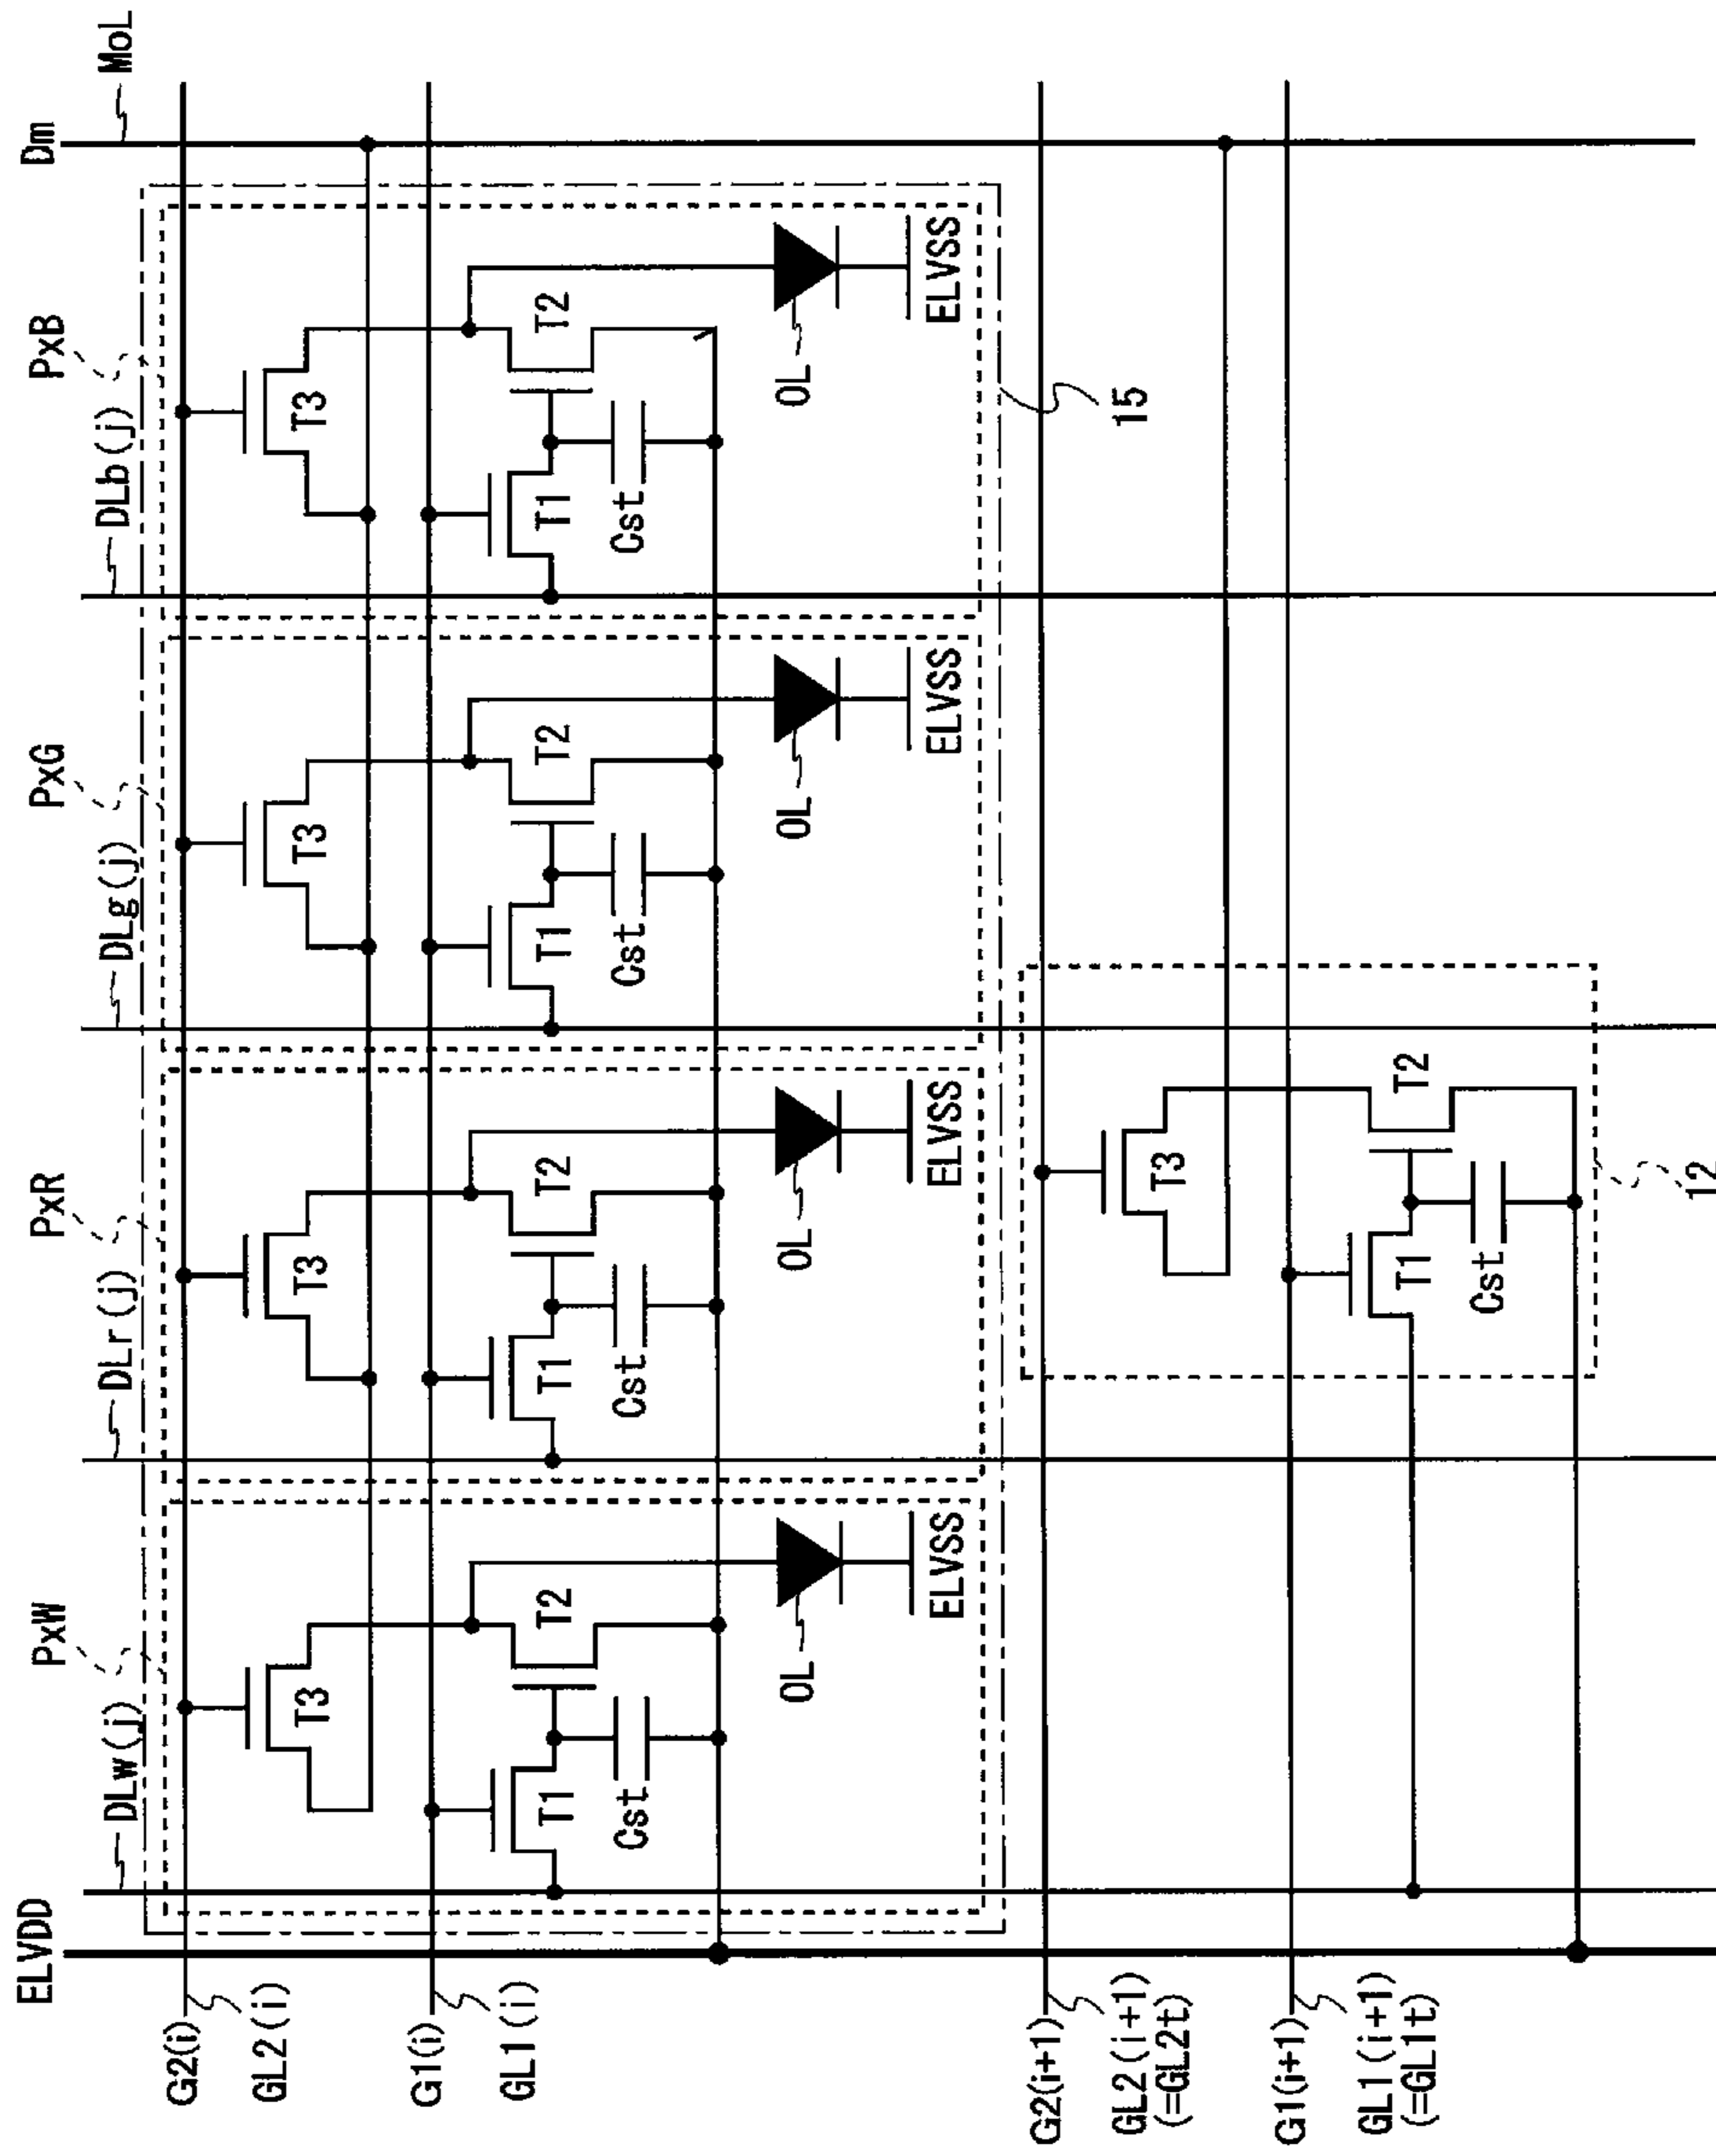 ELVDD
DLw(j)
PxW
DLr(j)
PxR
DLg(j)
PxG
DLb(j)
PxB
Dm
MoL
G2(i)
GL2(i)
T3
T3
T3
T3
G1(i)
GL1(i)
T1
T2
T1
T2
T1
T2
T1
T2
Cst
Cst
Cst
Cst
OL
OL
OL
OL
ELVSS
ELVSS
ELVSS
ELVSS
15
G2(i+1)
GL2(i+1)
(=GL2t)
T3
G1(i+1)
GL1(i+1)
(=GL1t)
T1
T2
Cst
12